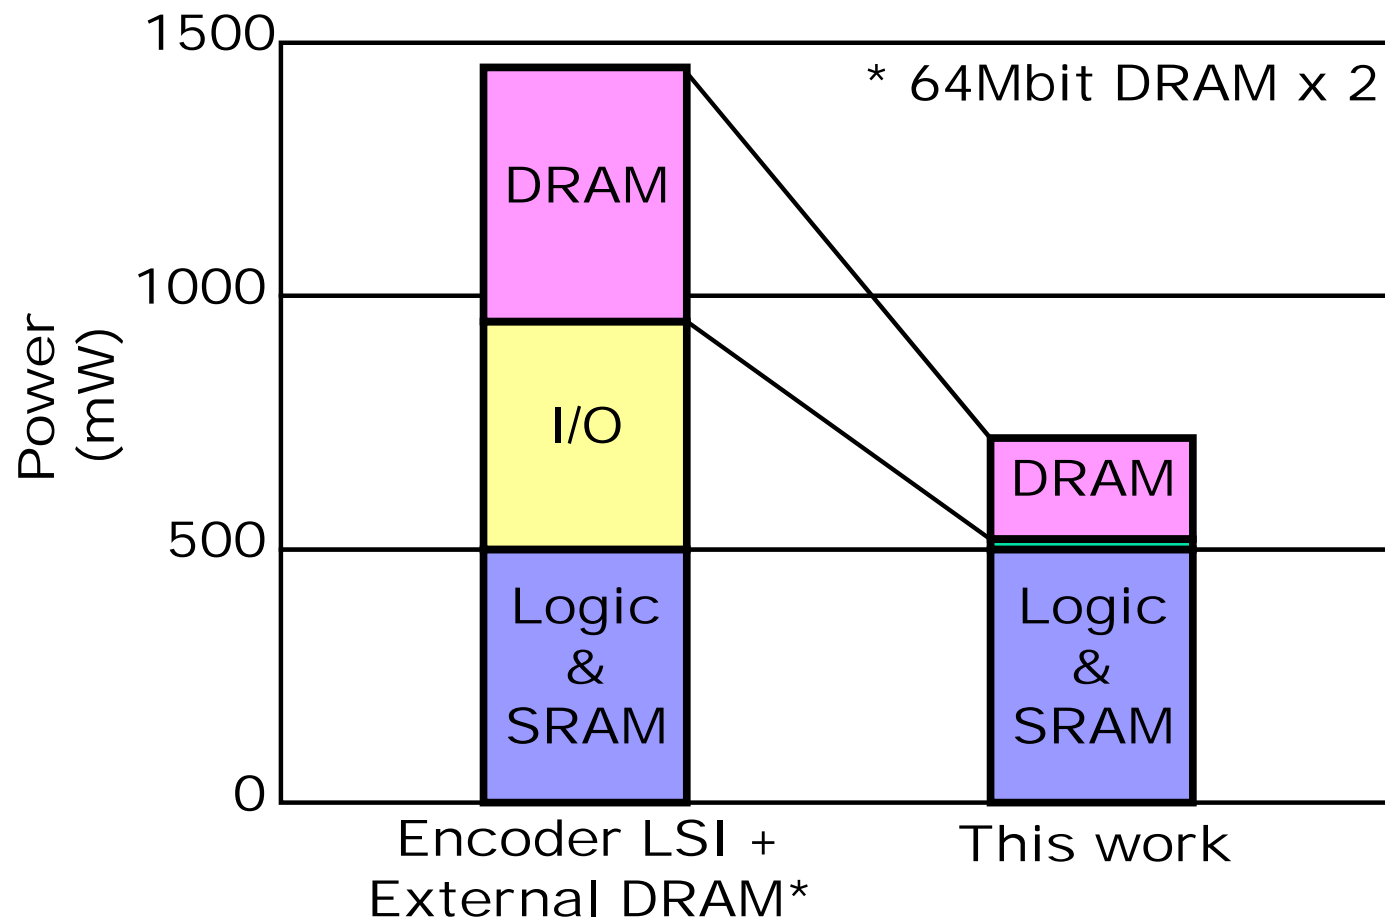 1500
* 64Mbit DRAM x 2
DRAM
1000
Power
(mW)
I/O
DRAM
500
Logic
&
SRAM
Logic
&
SRAM
0
Encoder LSI +
External DRAM*
This work